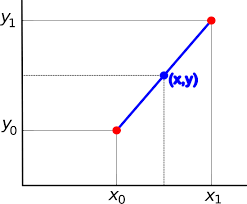 y₁
(x,y)
y₀
x₀ x₁